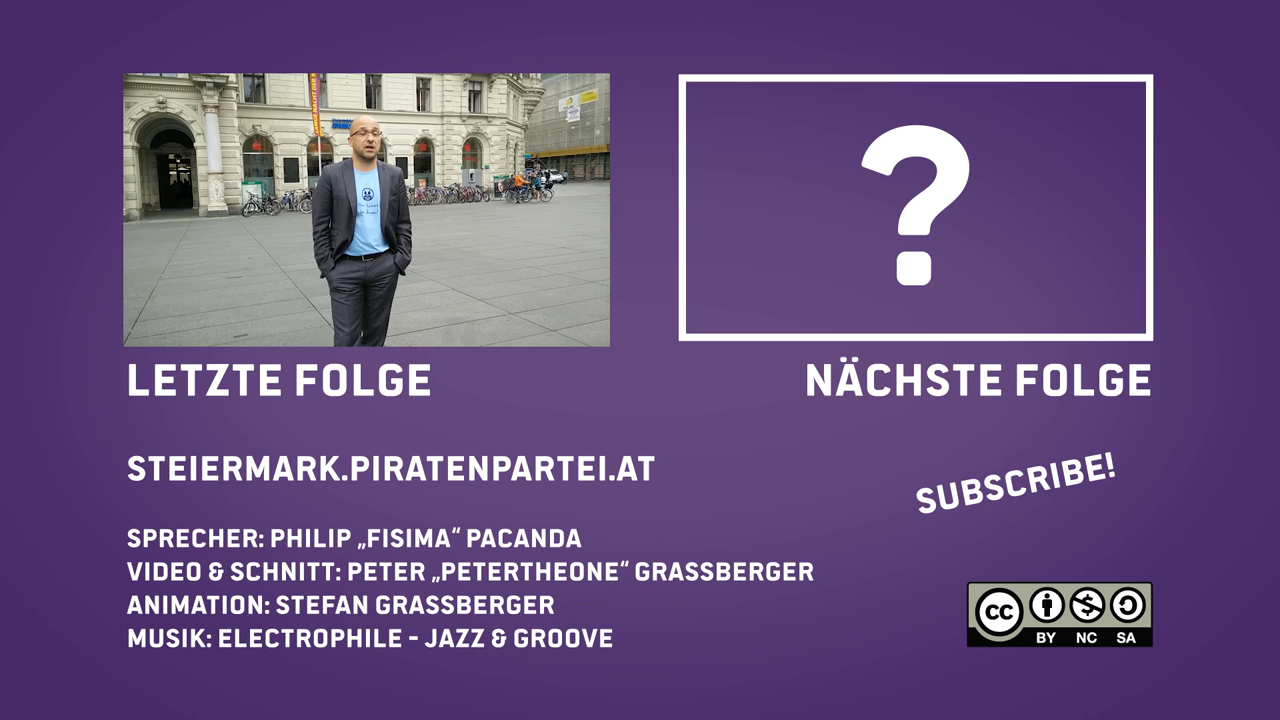 ?
LETZTE FOLGE
NÄCHSTE FOLGE
STEIERMARK.PIRATENPARTEI.AT
SUBSCRIBE!
SPRECHER: PHILIP „FISIMA“ PACANDA
VIDEO & SCHNITT: PETER „PETERTHEONE“ GRASSBERGER
ANIMATION: STEFAN GRASSBERGER
MUSIK: ELECTROPHILE - JAZZ & GROOVE
CC
BY NC SA